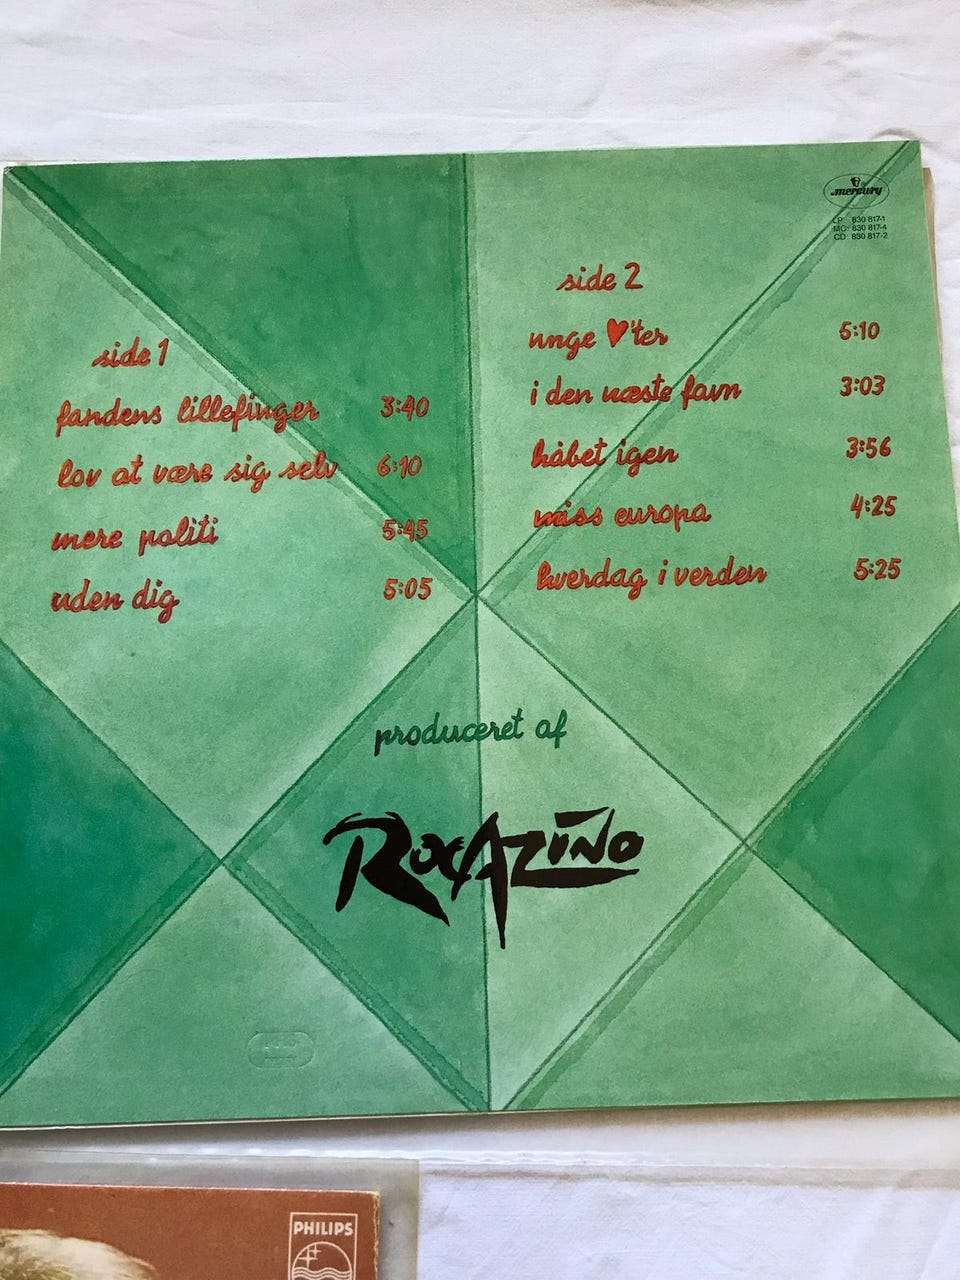 mercury
LP: 830 817-1
MC: 830 817-4
CD: 830 817-2
side 1
fandens lillefinger 3:40
lov at være sig selv 6:10
mere politi 5:45
uden dig 5:05
side 2
unge ♥'ter 5:10
i den næste favn 3:03
håbet igen 3:56
miss europa 4:25
hverdag i verden 5:25
produceret af
ROCAZIÑO
PHILIPS